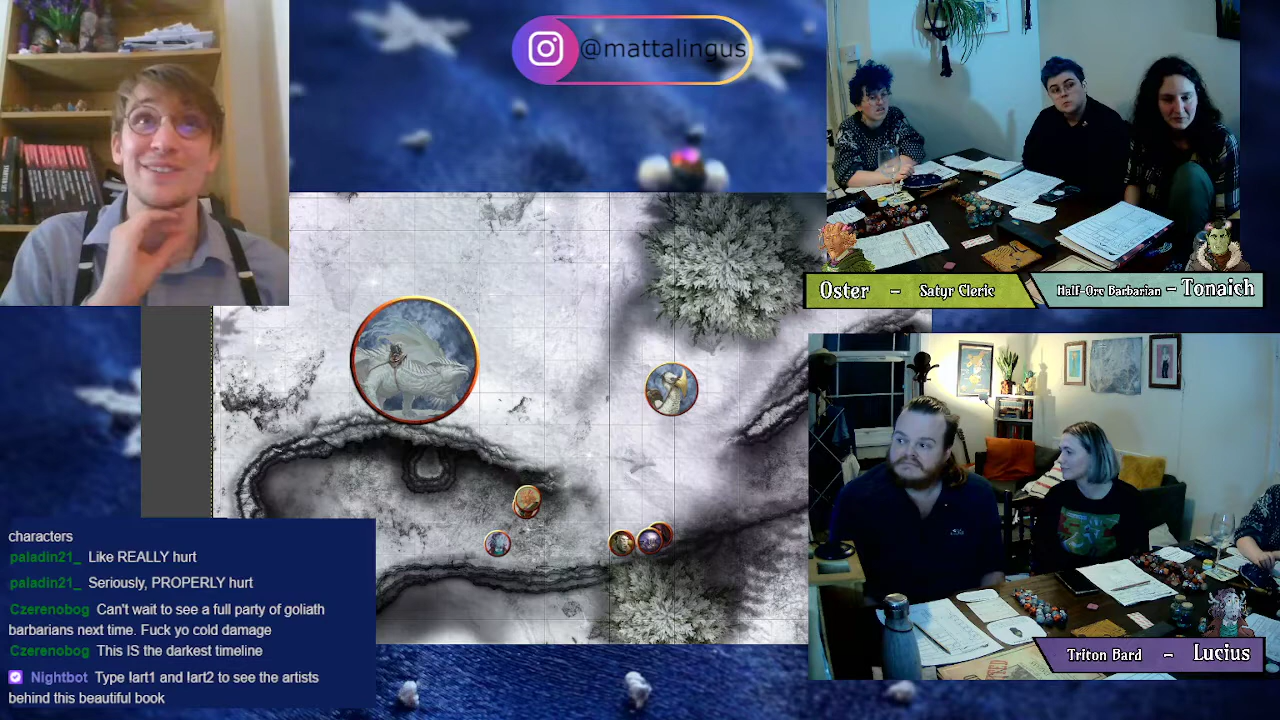 @mattalingus
Oster - Satyr Cleric
Half-Orc Barbarian - Tonaich
characters
paladin21_ Like REALLY hurt
paladin21_ Seriously, PROPERLY hurt
Czerenobog Can't wait to see a full party of goliath
barbarians next time. Fuck yo cold damage
Czerenobog This IS the darkest timeline
Nightbot Type !art1 and !art2 to see the artists
behind this beautiful book
Triton Bard - Lucius